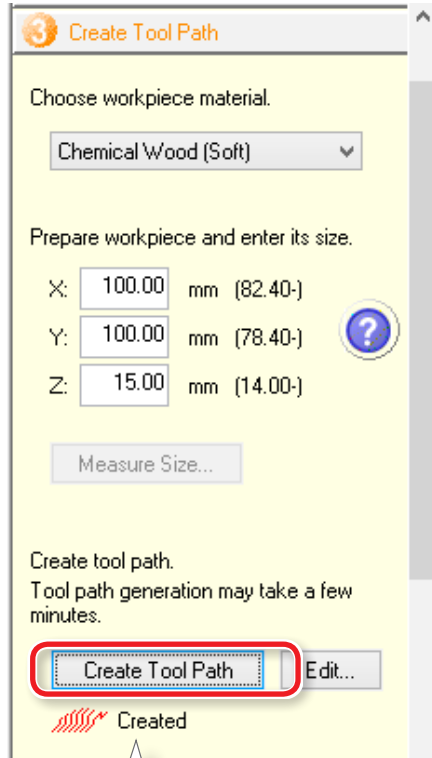 3 Create Tool Path
Choose workpiece material.
Chemical Wood (Soft)
Prepare workpiece and enter its size.
X: 100.00 mm (82.40-)
Y: 100.00 mm (78.40-)
?
Z: 15.00 mm (14.00-)
Measure Size...
Create tool path.
Tool path generation may take a few
minutes.
Create Tool Path Edit...
Created